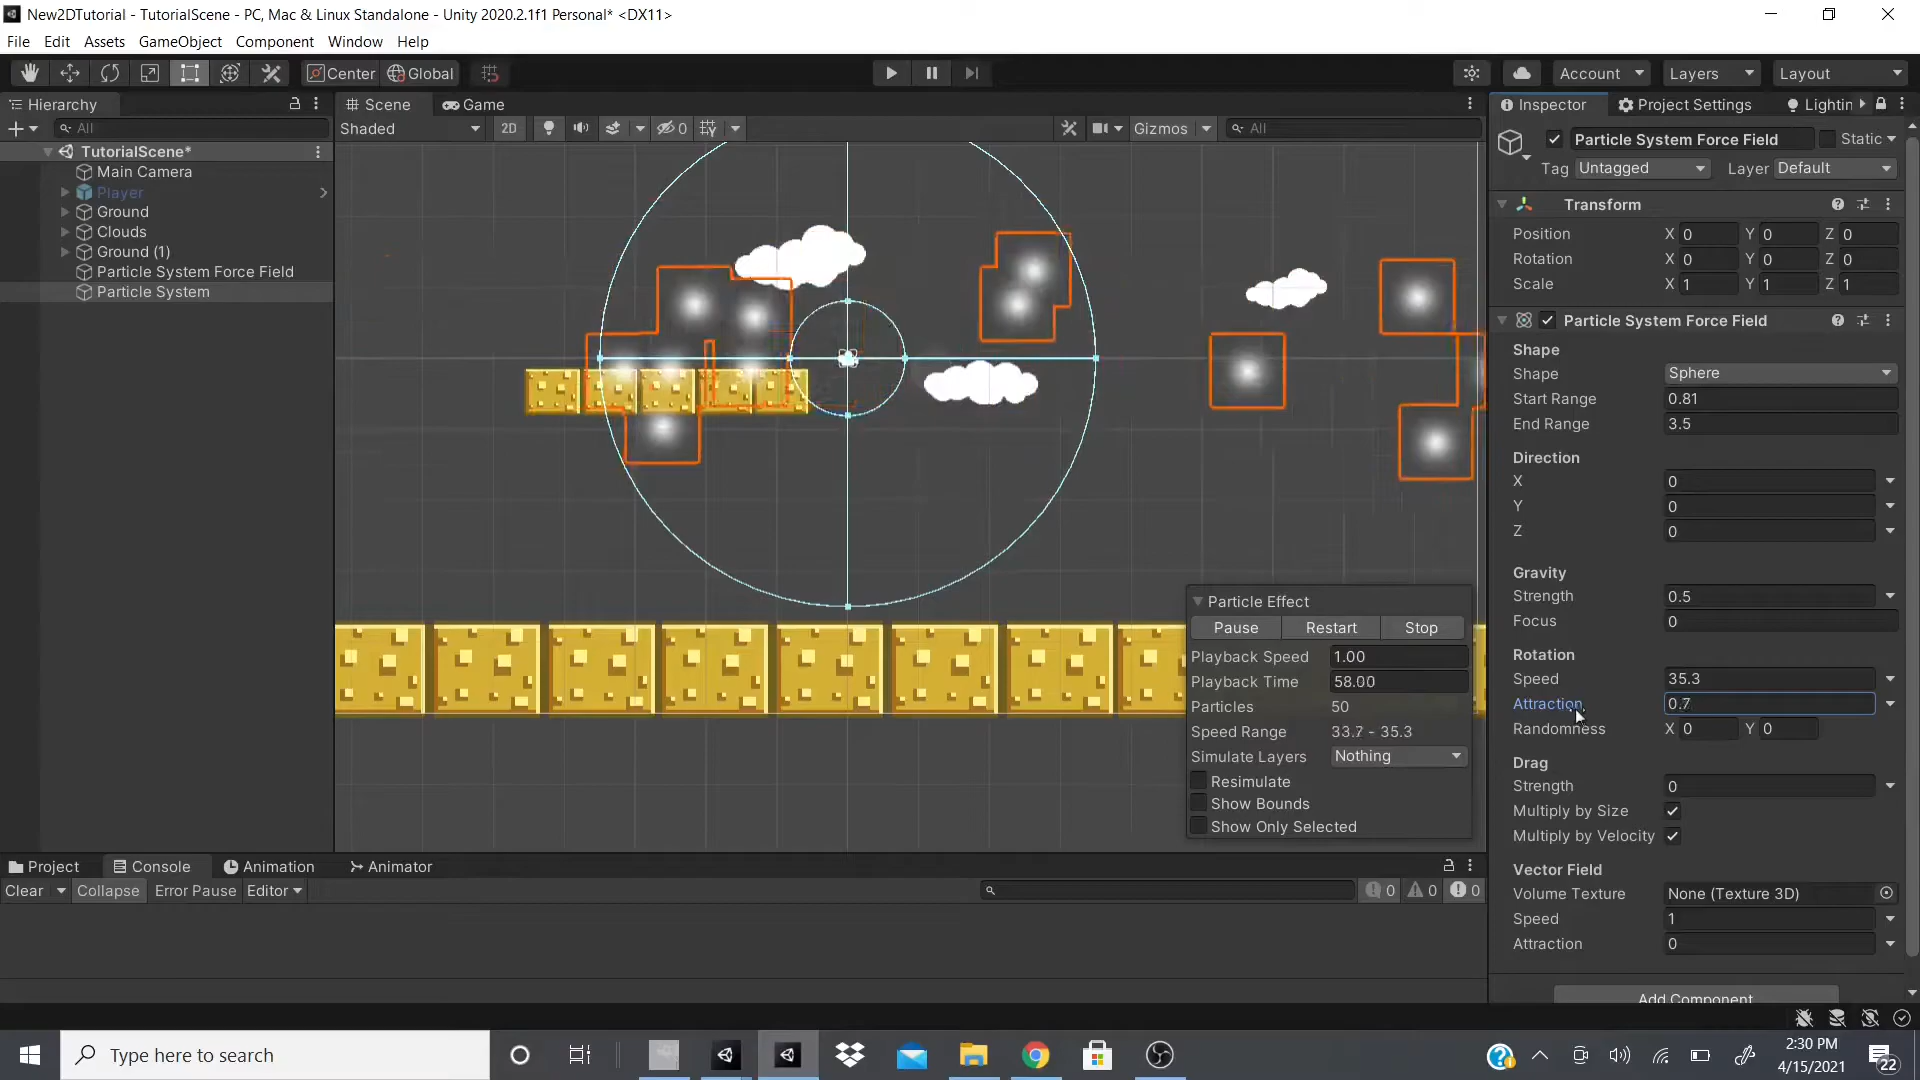 New2DTutorial - TutorialScene - PC, Mac & Linux Standalone - Unity 2020.2.1f1 Personal* <DX11>
File Edit Assets GameObject Component Window Help
Center Global Account Layers Layout
Hierarchy
All
TutorialScene*
Main Camera
Player
Ground
Clouds
Ground (1)
Particle System Force Field
Particle System
Scene Game
Shaded 2D 0 Gizmos All
Particle Effect
Pause Restart Stop
Playback Speed 1.00
Playback Time 58.00
Particles 50
Speed Range 33.7 - 35.3
Simulate Layers Nothing
Resimulate
Show Bounds
Show Only Selected
Inspector Project Settings Lightin
Particle System Force Field Static
Tag Untagged Layer Default
Transform
Position X 0 Y 0 Z 0
Rotation X 0 Y 0 Z 0
Scale X 1 Y 1 Z 1
Particle System Force Field
Shape
Shape Sphere
Start Range 0.81
End Range 3.5
Direction
X 0
Y 0
Z 0
Gravity
Strength 0.5
Focus 0
Rotation
Speed 35.3
Attraction 0.7
Randomness X 0 Y 0
Drag
Strength 0
Multiply by Size
Multiply by Velocity
Vector Field
Volume Texture None (Texture 3D)
Speed 1
Attraction 0
Add Component
Project Console Animation Animator
Clear Collapse Error Pause Editor 0 0 0
Type here to search
2:30 PM
4/15/2021
22